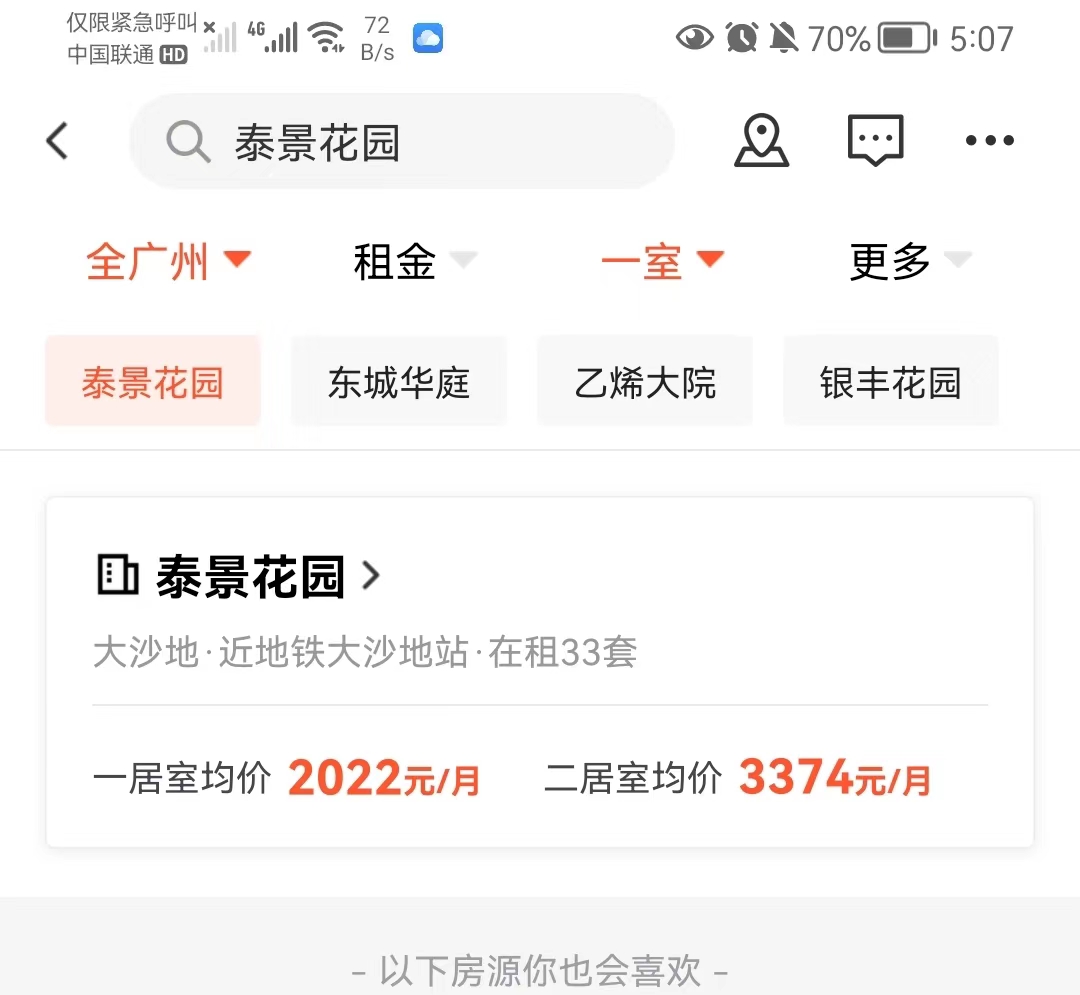 仅限紧急呼叫
中国联通 HD
4G
72
B/s
70%
5:07
泰景花园
全广州 租金 一室 更多
泰景花园 东城华庭 乙烯大院 银丰花园
泰景花园
大沙地·近地铁大沙地站·在租33套
一居室均价 2022元/月 二居室均价 3374元/月
- 以下房源你也会喜欢 -